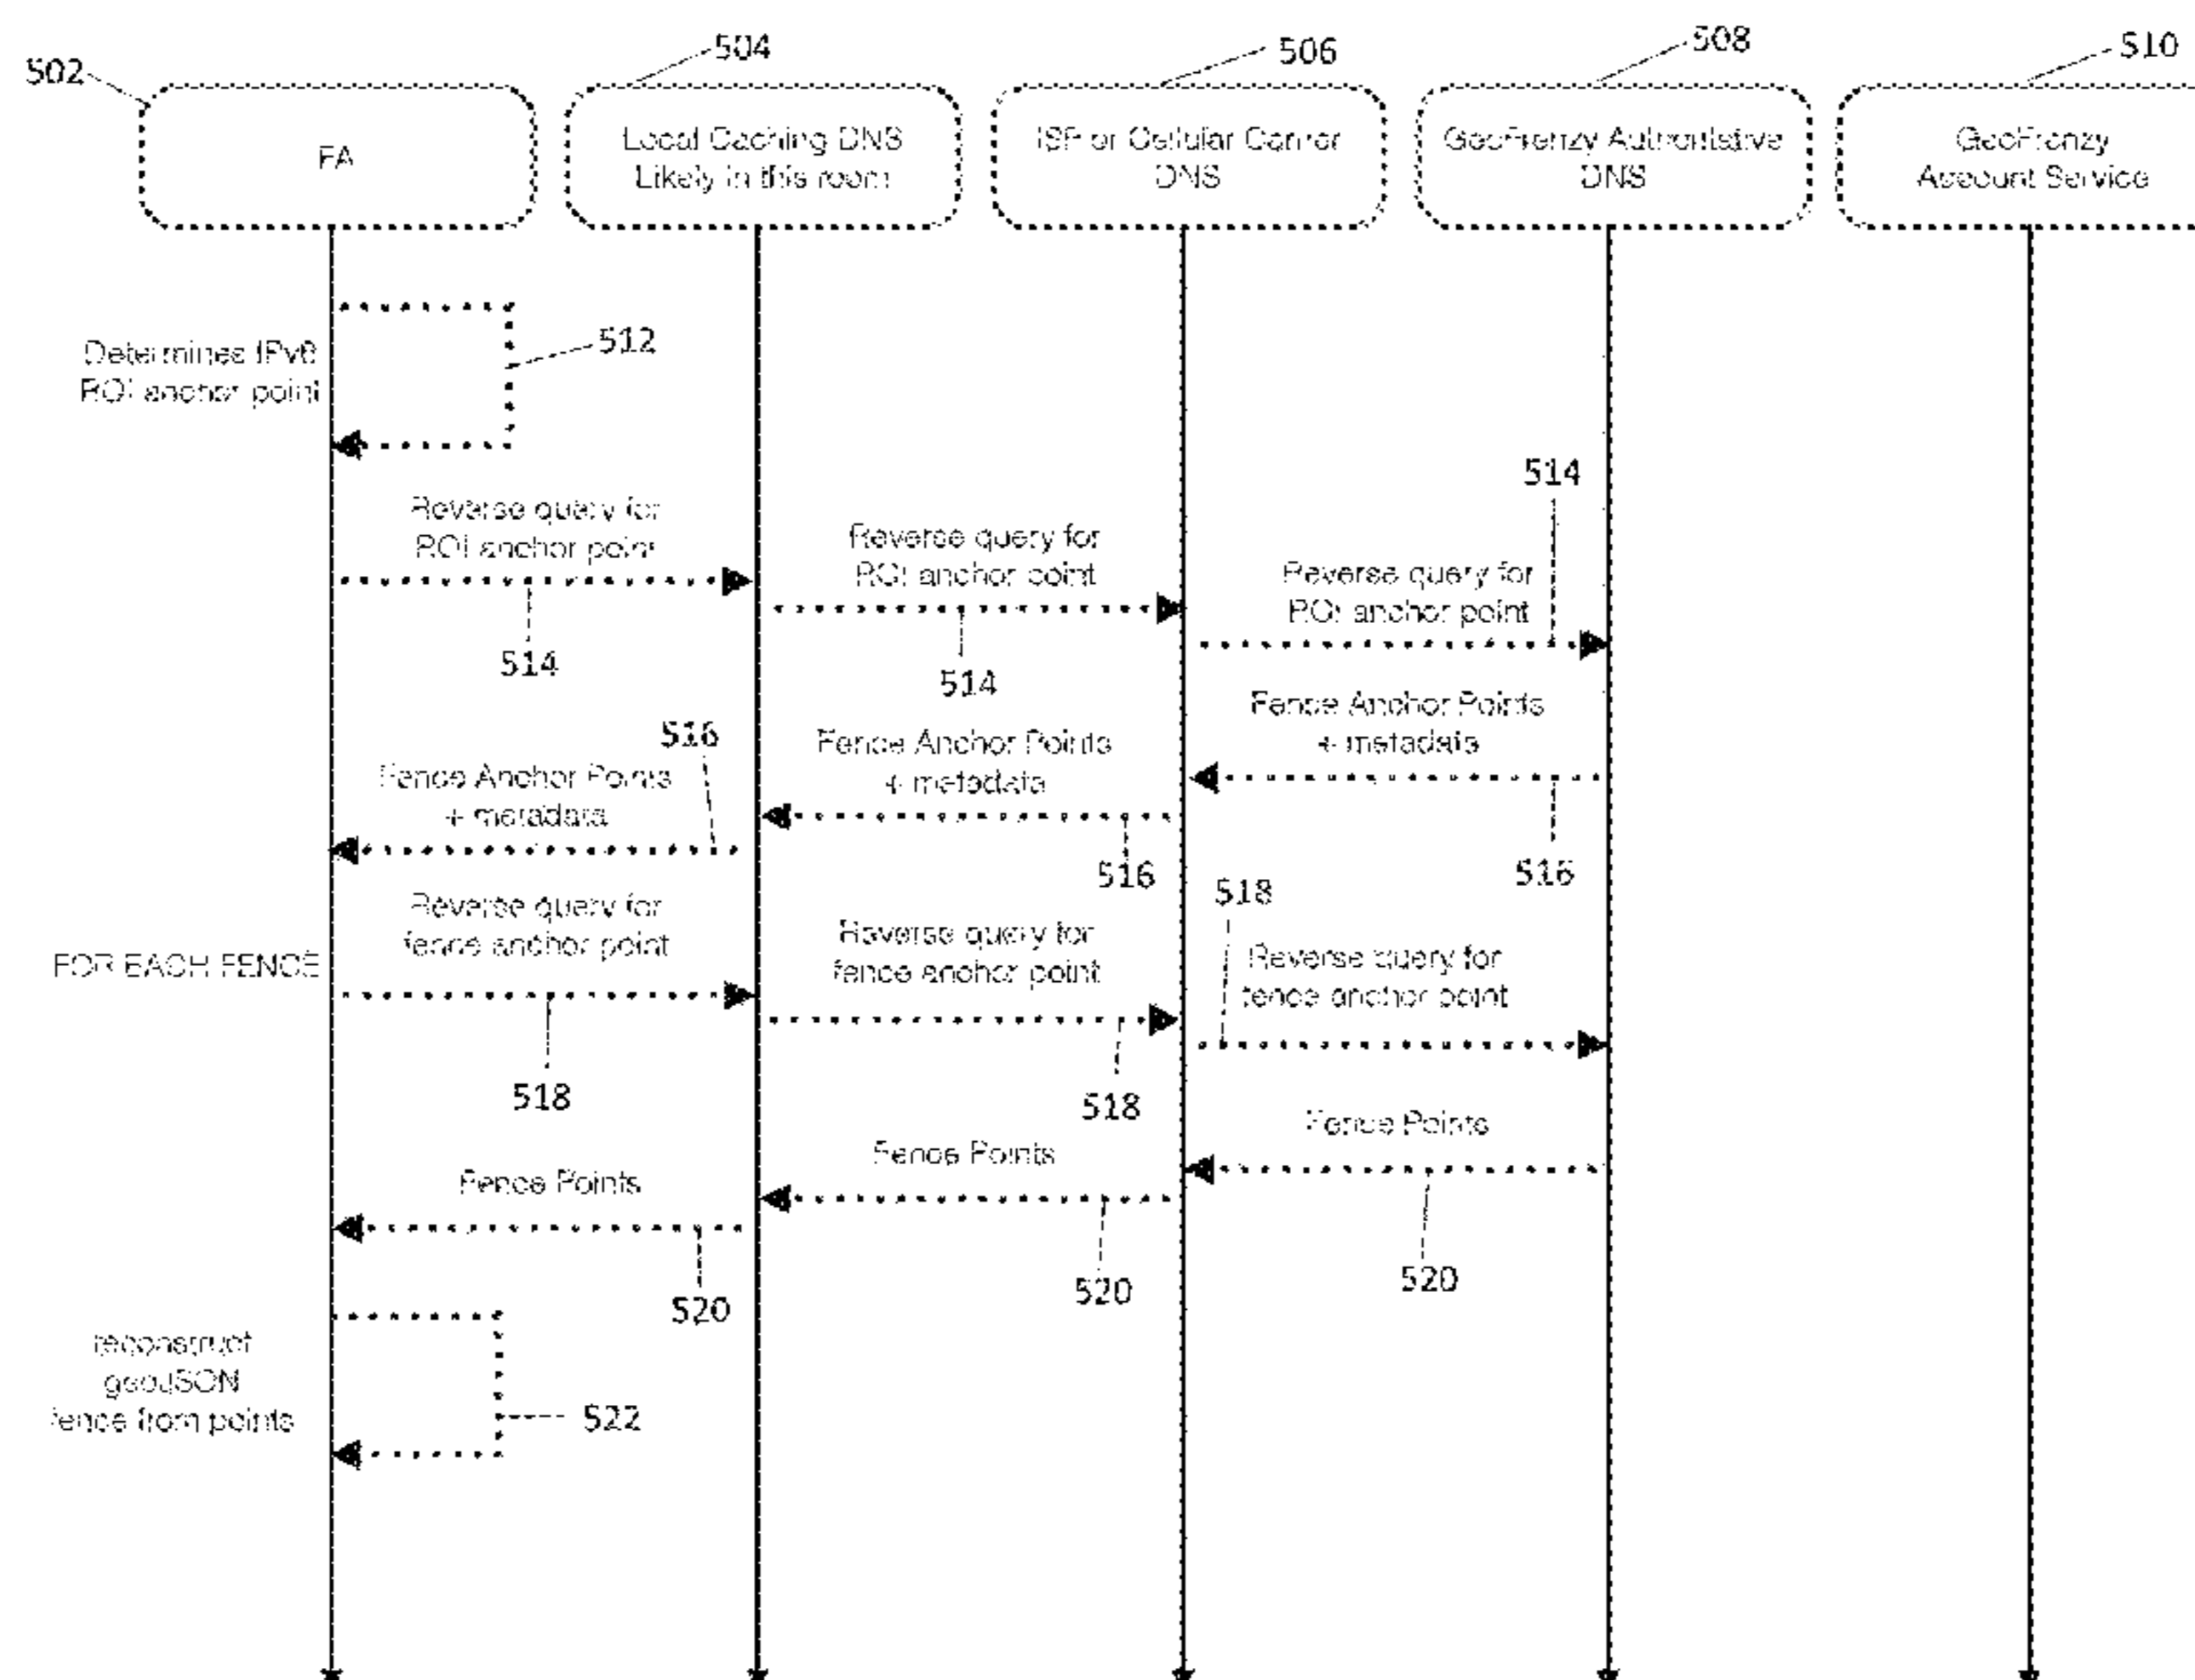 502
504
506
508
510
FA
Local Caching DNS
Likely in this room
ISP or Cellular Carrier
DNS
GeoFrenzy Authoritative
DNS
GeoFrenzy
Account Service
Determines IPv6
ROI anchor point
512
Reverse query for
ROI anchor point
514
Reverse query for
ROI anchor point
514
514
Reverse query for
ROI anchor point
Fence Anchor Points
+ metadata
516
Fence Anchor Points
+ metadata
516
516
Fence Anchor Points
+ metadata
FOR EACH FENCE
Reverse query for
fence anchor point
518
Reverse query for
fence anchor point
518
518
Reverse query for
fence anchor point
Fence Points
520
Fence Points
520
Fence Points
520
reconstruct
geoJSON
fence from points
522